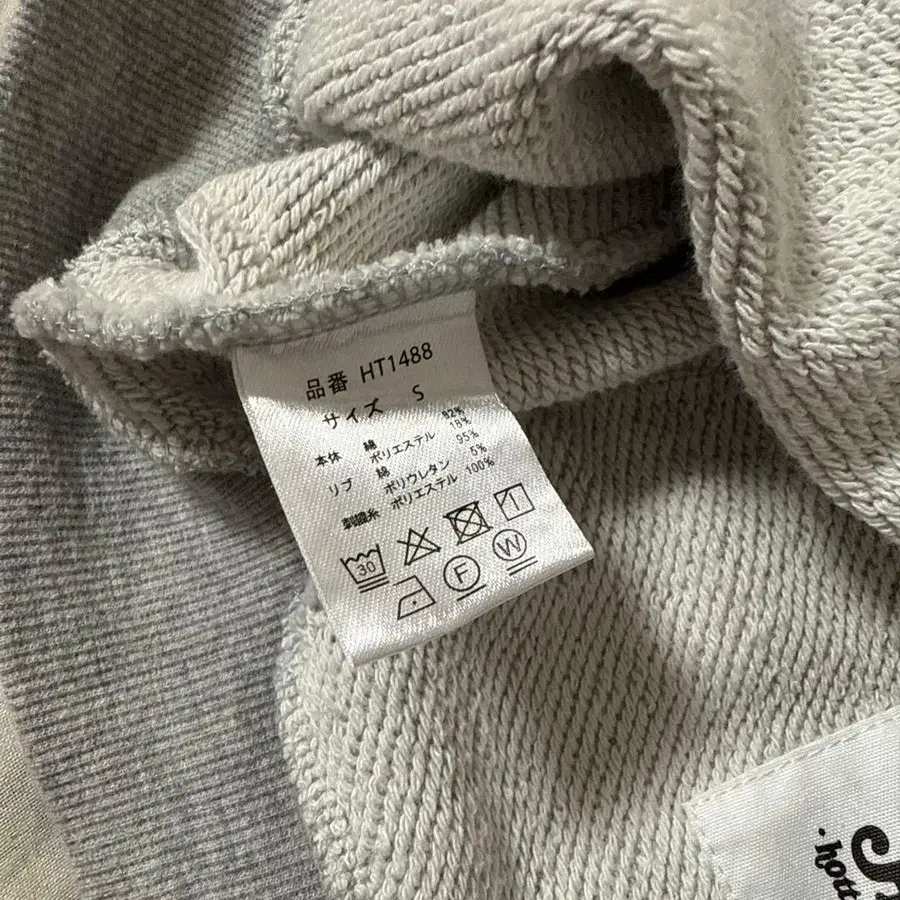 品番 HT1488
サイズ S
本体 綿 82%
ポリエステル 18%
リブ 綿 95%
ポリウレタン 5%
刺繍糸 ポリエステル 100%
30
1
F
W